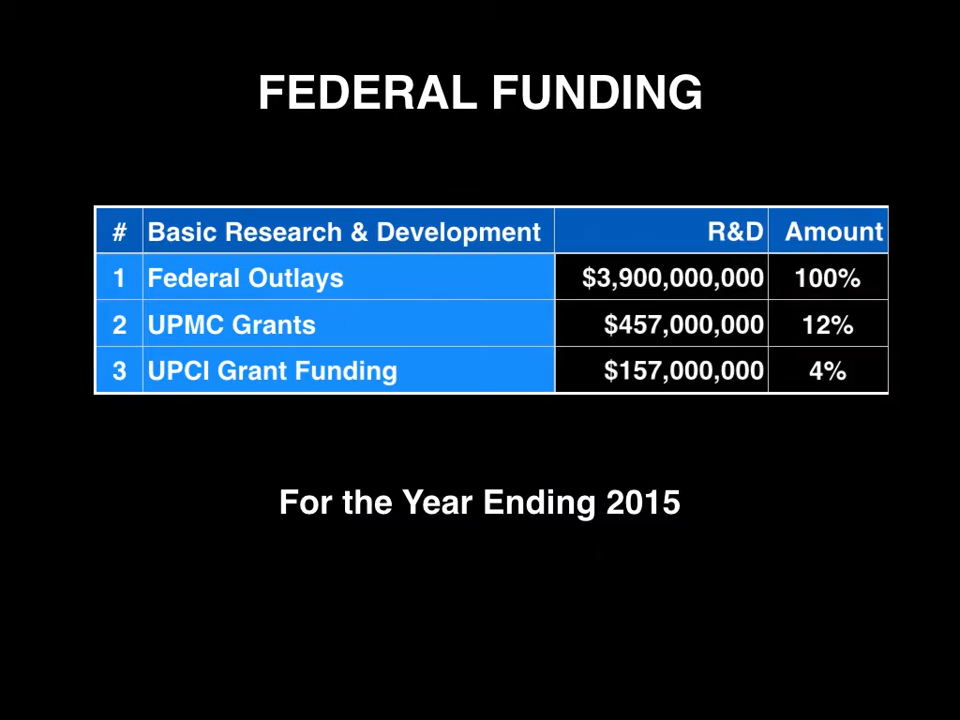 FEDERAL FUNDING
# Basic Research & Development R&D Amount
1 Federal Outlays $3,900,000,000 100%
2 UPMC Grants $457,000,000 12%
3 UPCI Grant Funding $157,000,000 4%
For the Year Ending 2015